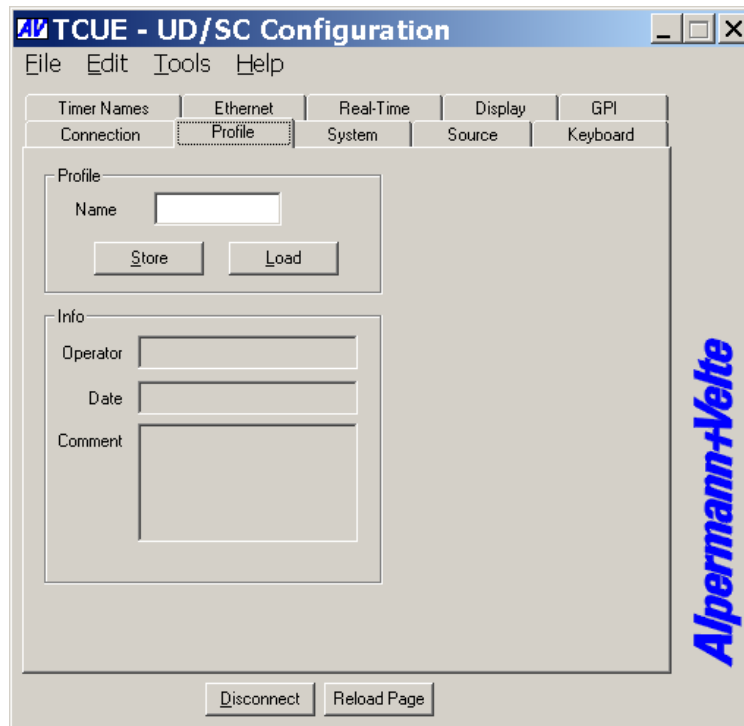 AV TCUE - UD/SC Configuration
File Edit Tools Help
Timer Names Ethernet Real-Time Display GPI
Connection Profile System Source Keyboard
Profile
Name
Store Load
Info
Operator
Date
Comment
Alpermann+Velte
Disconnect Reload Page